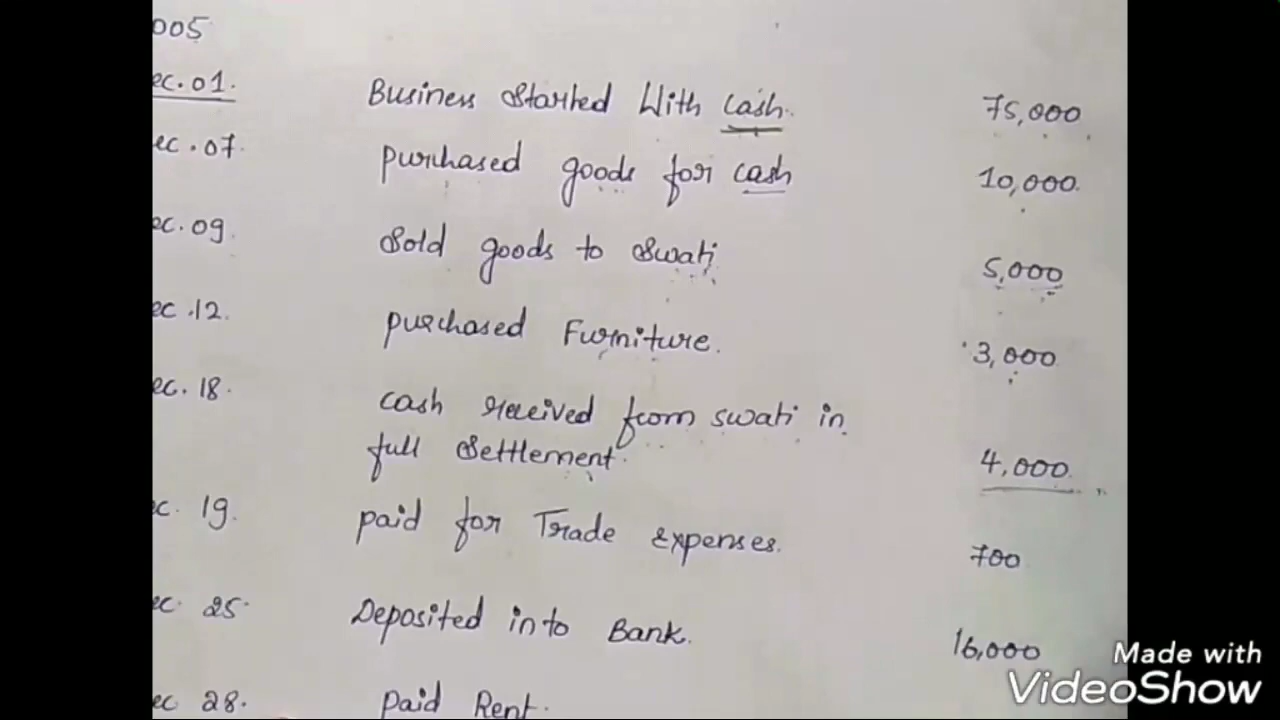 005
ec. 01. Business Started With cash. 75,000
ec. 07. purchased goods for cash 10,000.
ec. 09. Sold goods to Swati 5,000
ec. 12. purchased Furniture. 3,000
ec. 18. cash received from swati in
full Settlement. 4,000
c. 19. paid for Trade expenses. 700
ec. 25. Deposited into Bank. 16,000
ec 28. paid Rent.
Made with
VideoShow